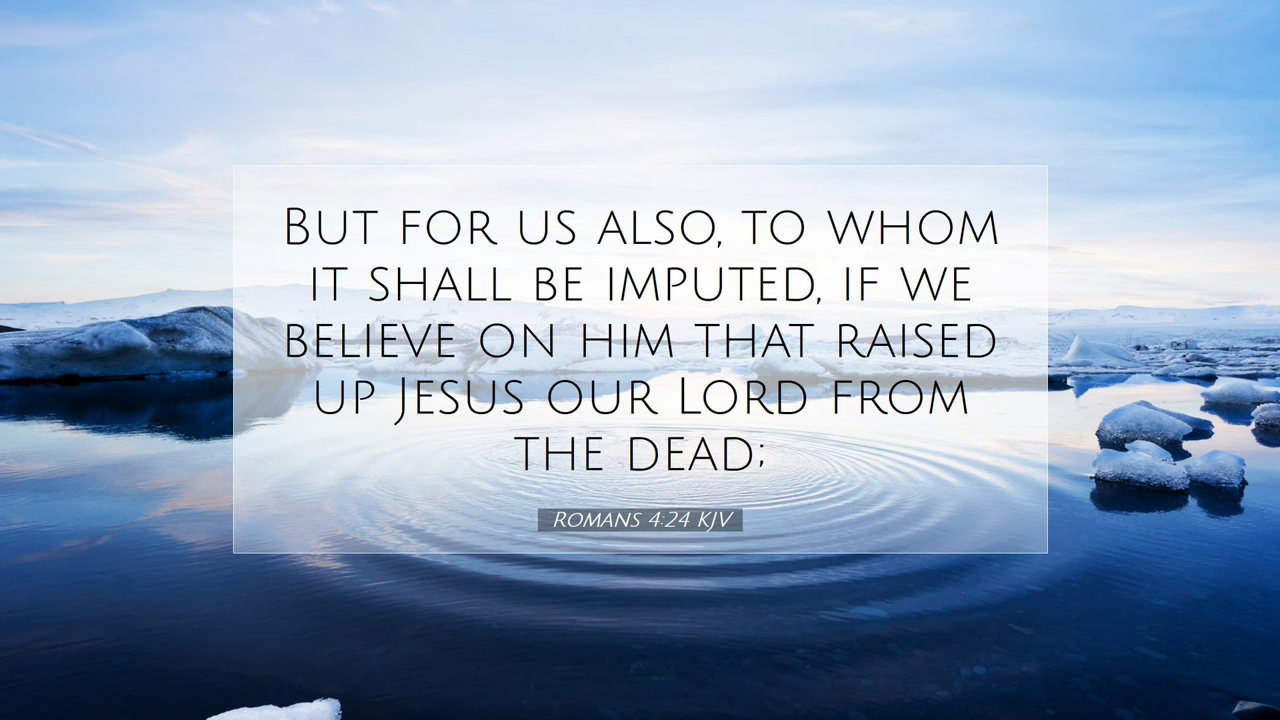 But for us also, to whom
it shall be imputed, if we
believe on him that raised
up Jesus our Lord from
the dead;
Romans 4:24 KJV